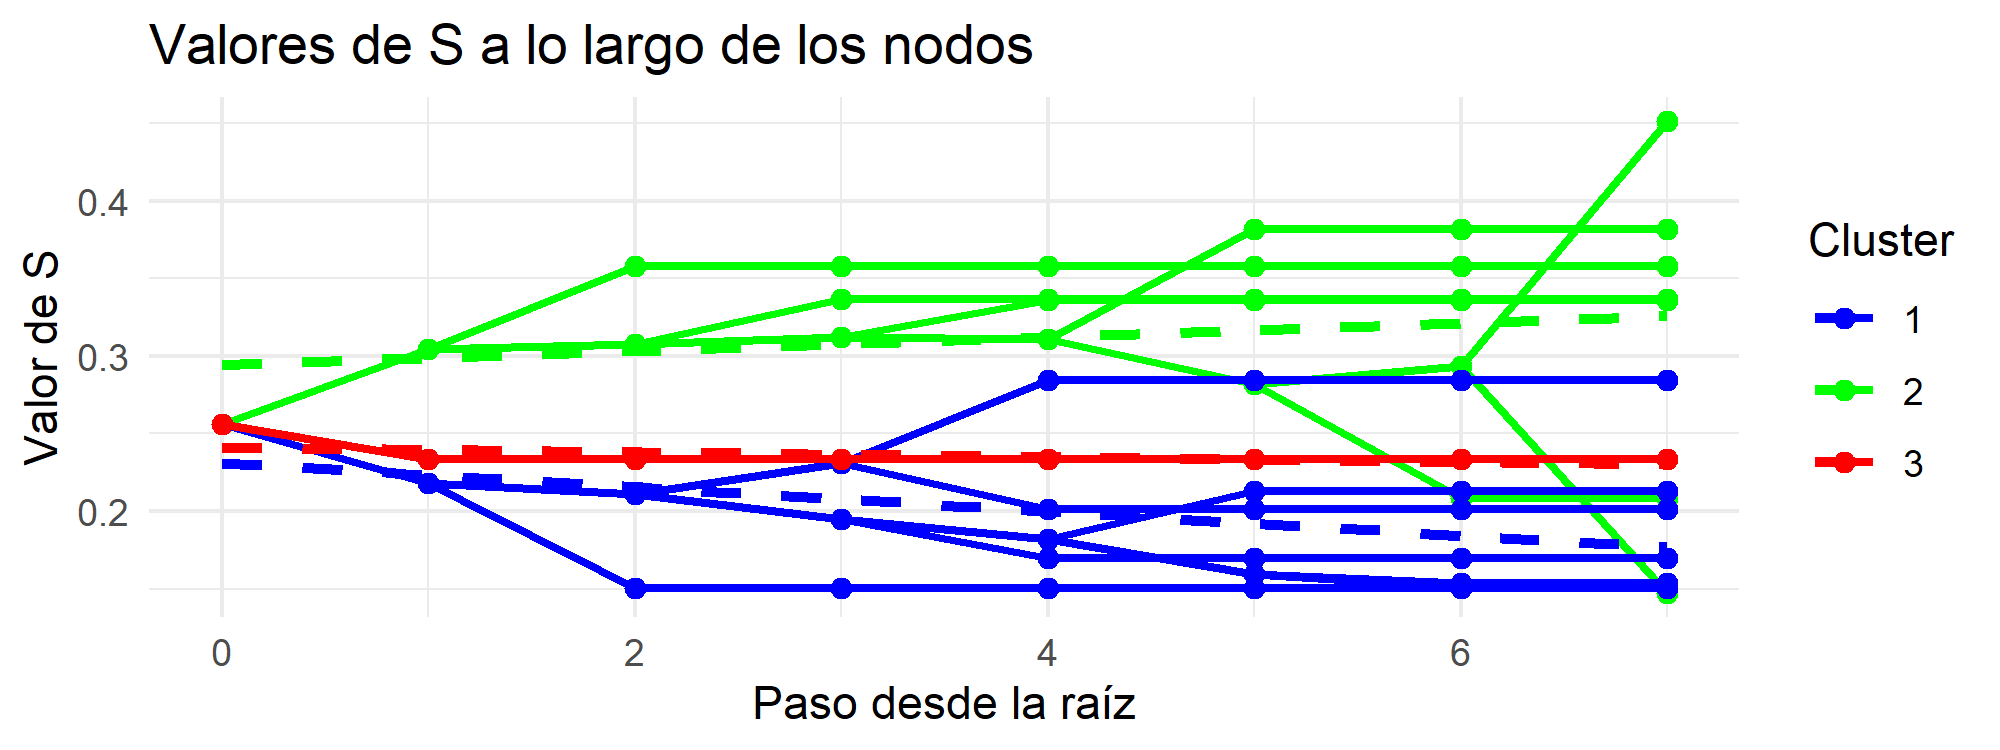 Valores de S a lo largo de los nodos
Valor de S
0.4
0.3
0.2
0
2
4
6
Paso desde la raíz
Cluster
1
2
3